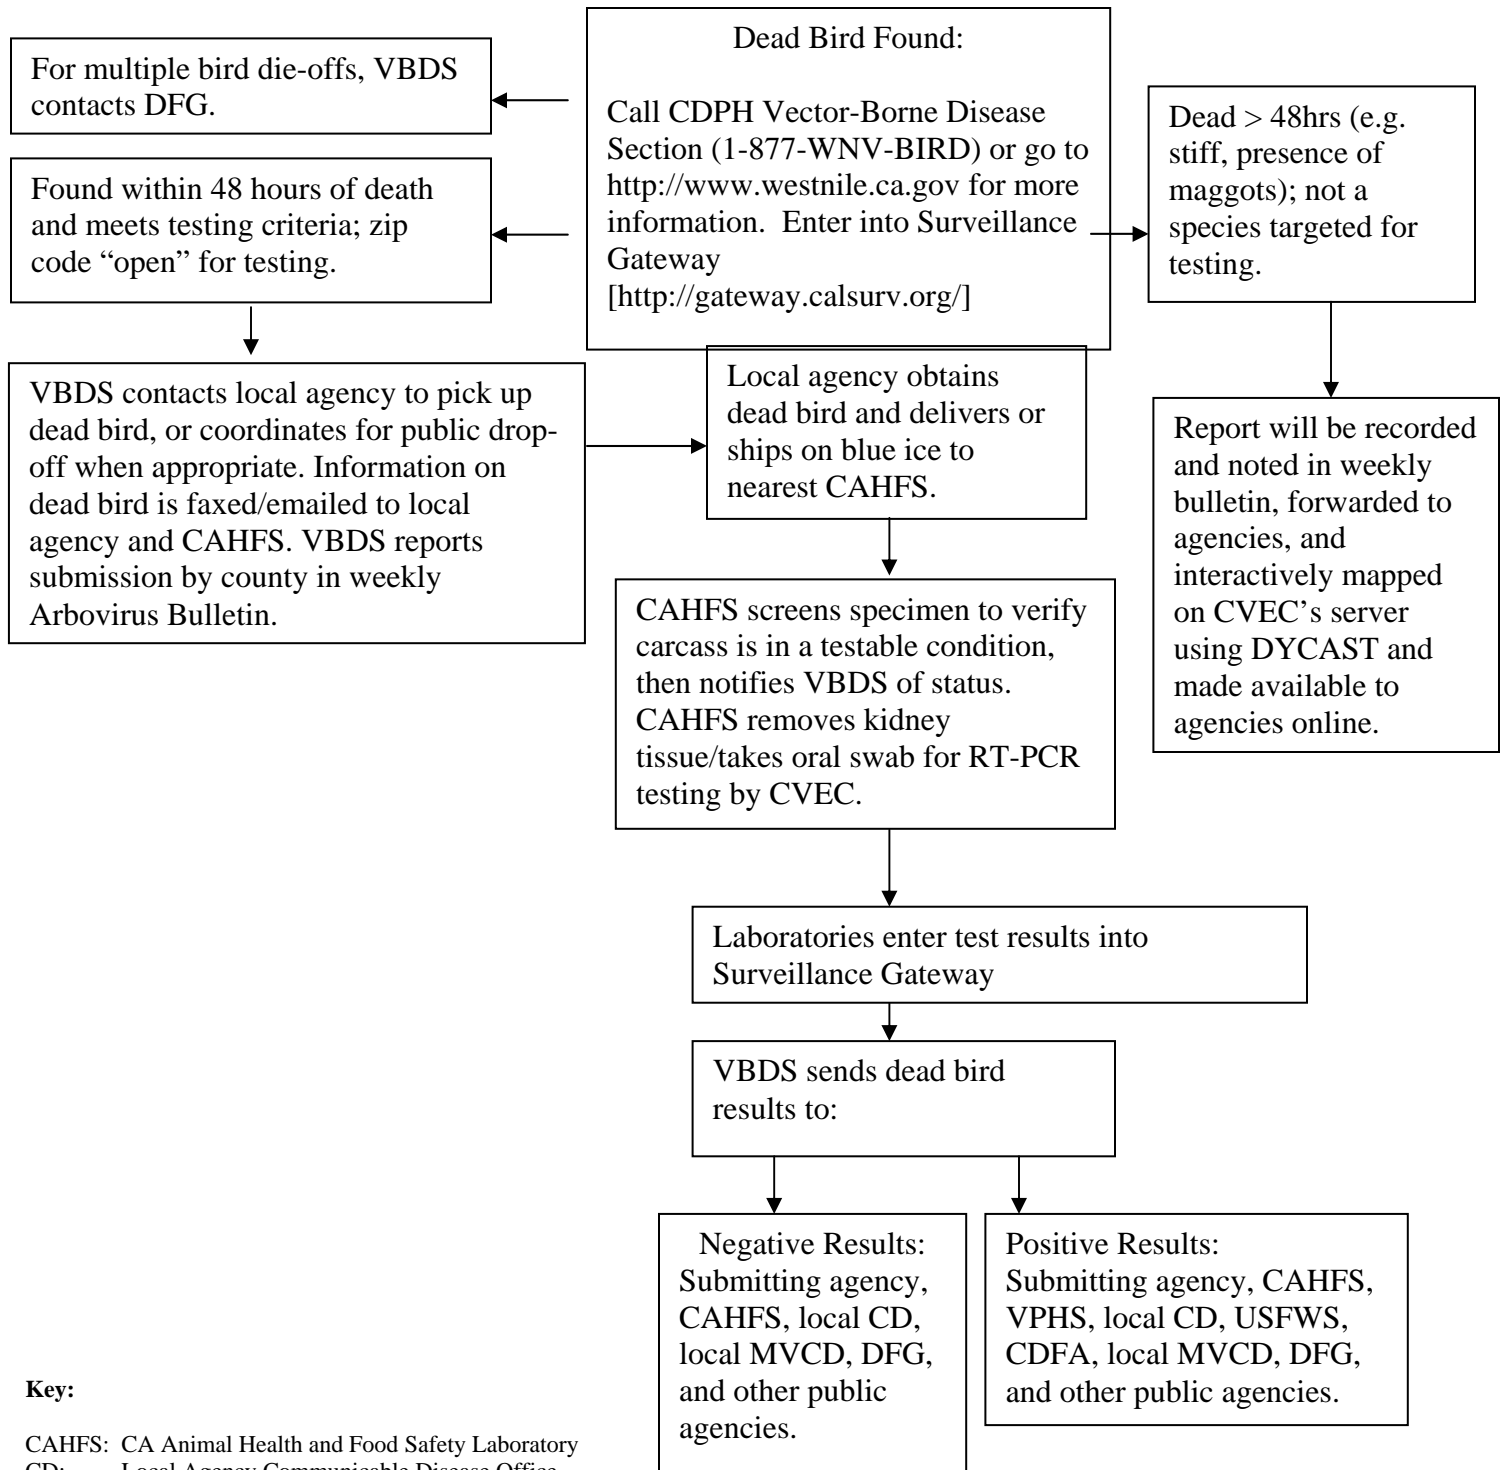 Dead Bird Found:
Call CDPH Vector-Borne Disease
Section (1-877-WNV-BIRD) or go to
http://www.westnile.ca.gov for more
information.  Enter into Surveillance
Gateway
[http://gateway.calsurv.org/]
For multiple bird die-offs, VBDS
contacts DFG.
Found within 48 hours of death
and meets testing criteria; zip
code “open” for testing.
Dead > 48hrs (e.g.
stiff, presence of
maggots); not a
species targeted for
testing.
VBDS contacts local agency to pick up
dead bird, or coordinates for public drop-
off when appropriate. Information on
dead bird is faxed/emailed to local
agency and CAHFS. VBDS reports
submission by county in weekly
Arbovirus Bulletin.
Local agency obtains
dead bird and delivers or
ships on blue ice to
nearest CAHFS.
Report will be recorded
and noted in weekly
bulletin, forwarded to
agencies, and
interactively mapped
on CVEC’s server
using DYCAST and
made available to
agencies online.
CAHFS screens specimen to verify
carcass is in a testable condition,
then notifies VBDS of status.
CAHFS removes kidney
tissue/takes oral swab for RT-PCR
testing by CVEC.
Laboratories enter test results into
Surveillance Gateway
VBDS sends dead bird
results to:
Negative Results:
Submitting agency,
CAHFS, local CD,
local MVCD, DFG,
and other public
agencies.
Positive Results:
Submitting agency, CAHFS,
VPHS, local CD, USFWS,
CDFA, local MVCD, DFG,
and other public agencies.
Key:
CAHFS: CA Animal Health and Food Safety Laboratory
CD: Local Agency Communicable Disease Office